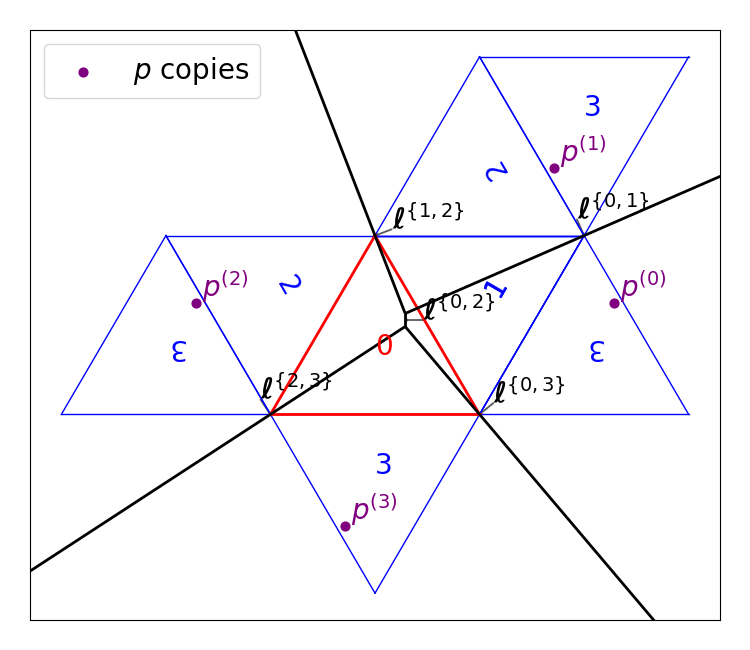 p copies
3
p^{(1)}
2
ℓ^{\{1,2\}}
ℓ^{\{0,1\}}
p^{(2)}
2
ℓ^{\{0,2\}}
1
p^{(0)}
3
0
3
ℓ^{\{2,3\}}
ℓ^{\{0,3\}}
3
p^{(3)}